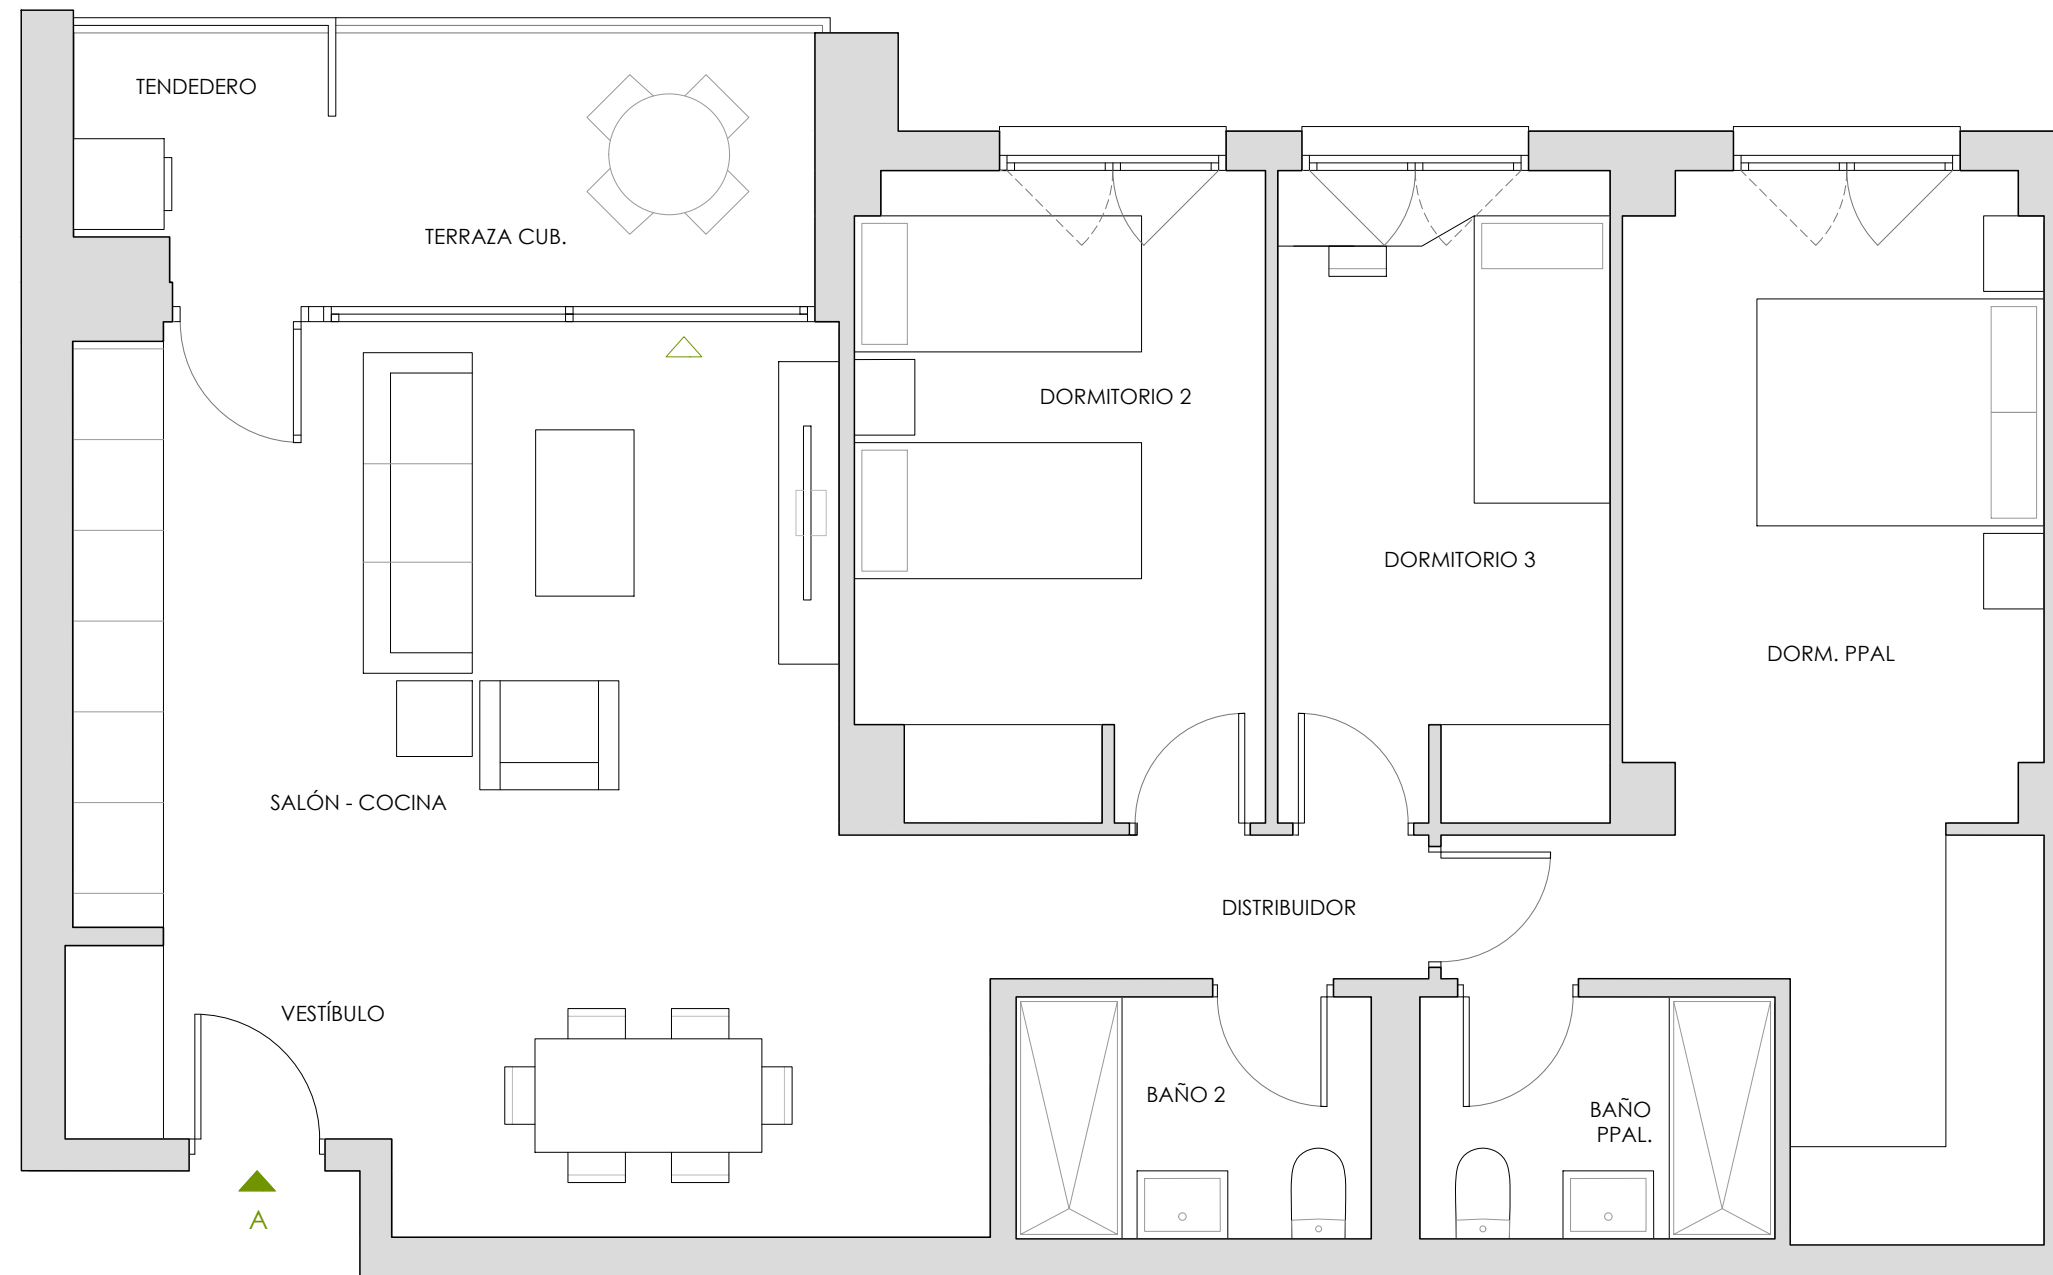 TENDEDERO
TERRAZA CUB.
DORMITORIO 2
DORMITORIO 3
DORM. PPAL
SALÓN - COCINA
DISTRIBUIDOR
VESTÍBULO
BAÑO 2
BAÑO
PPAL.
A